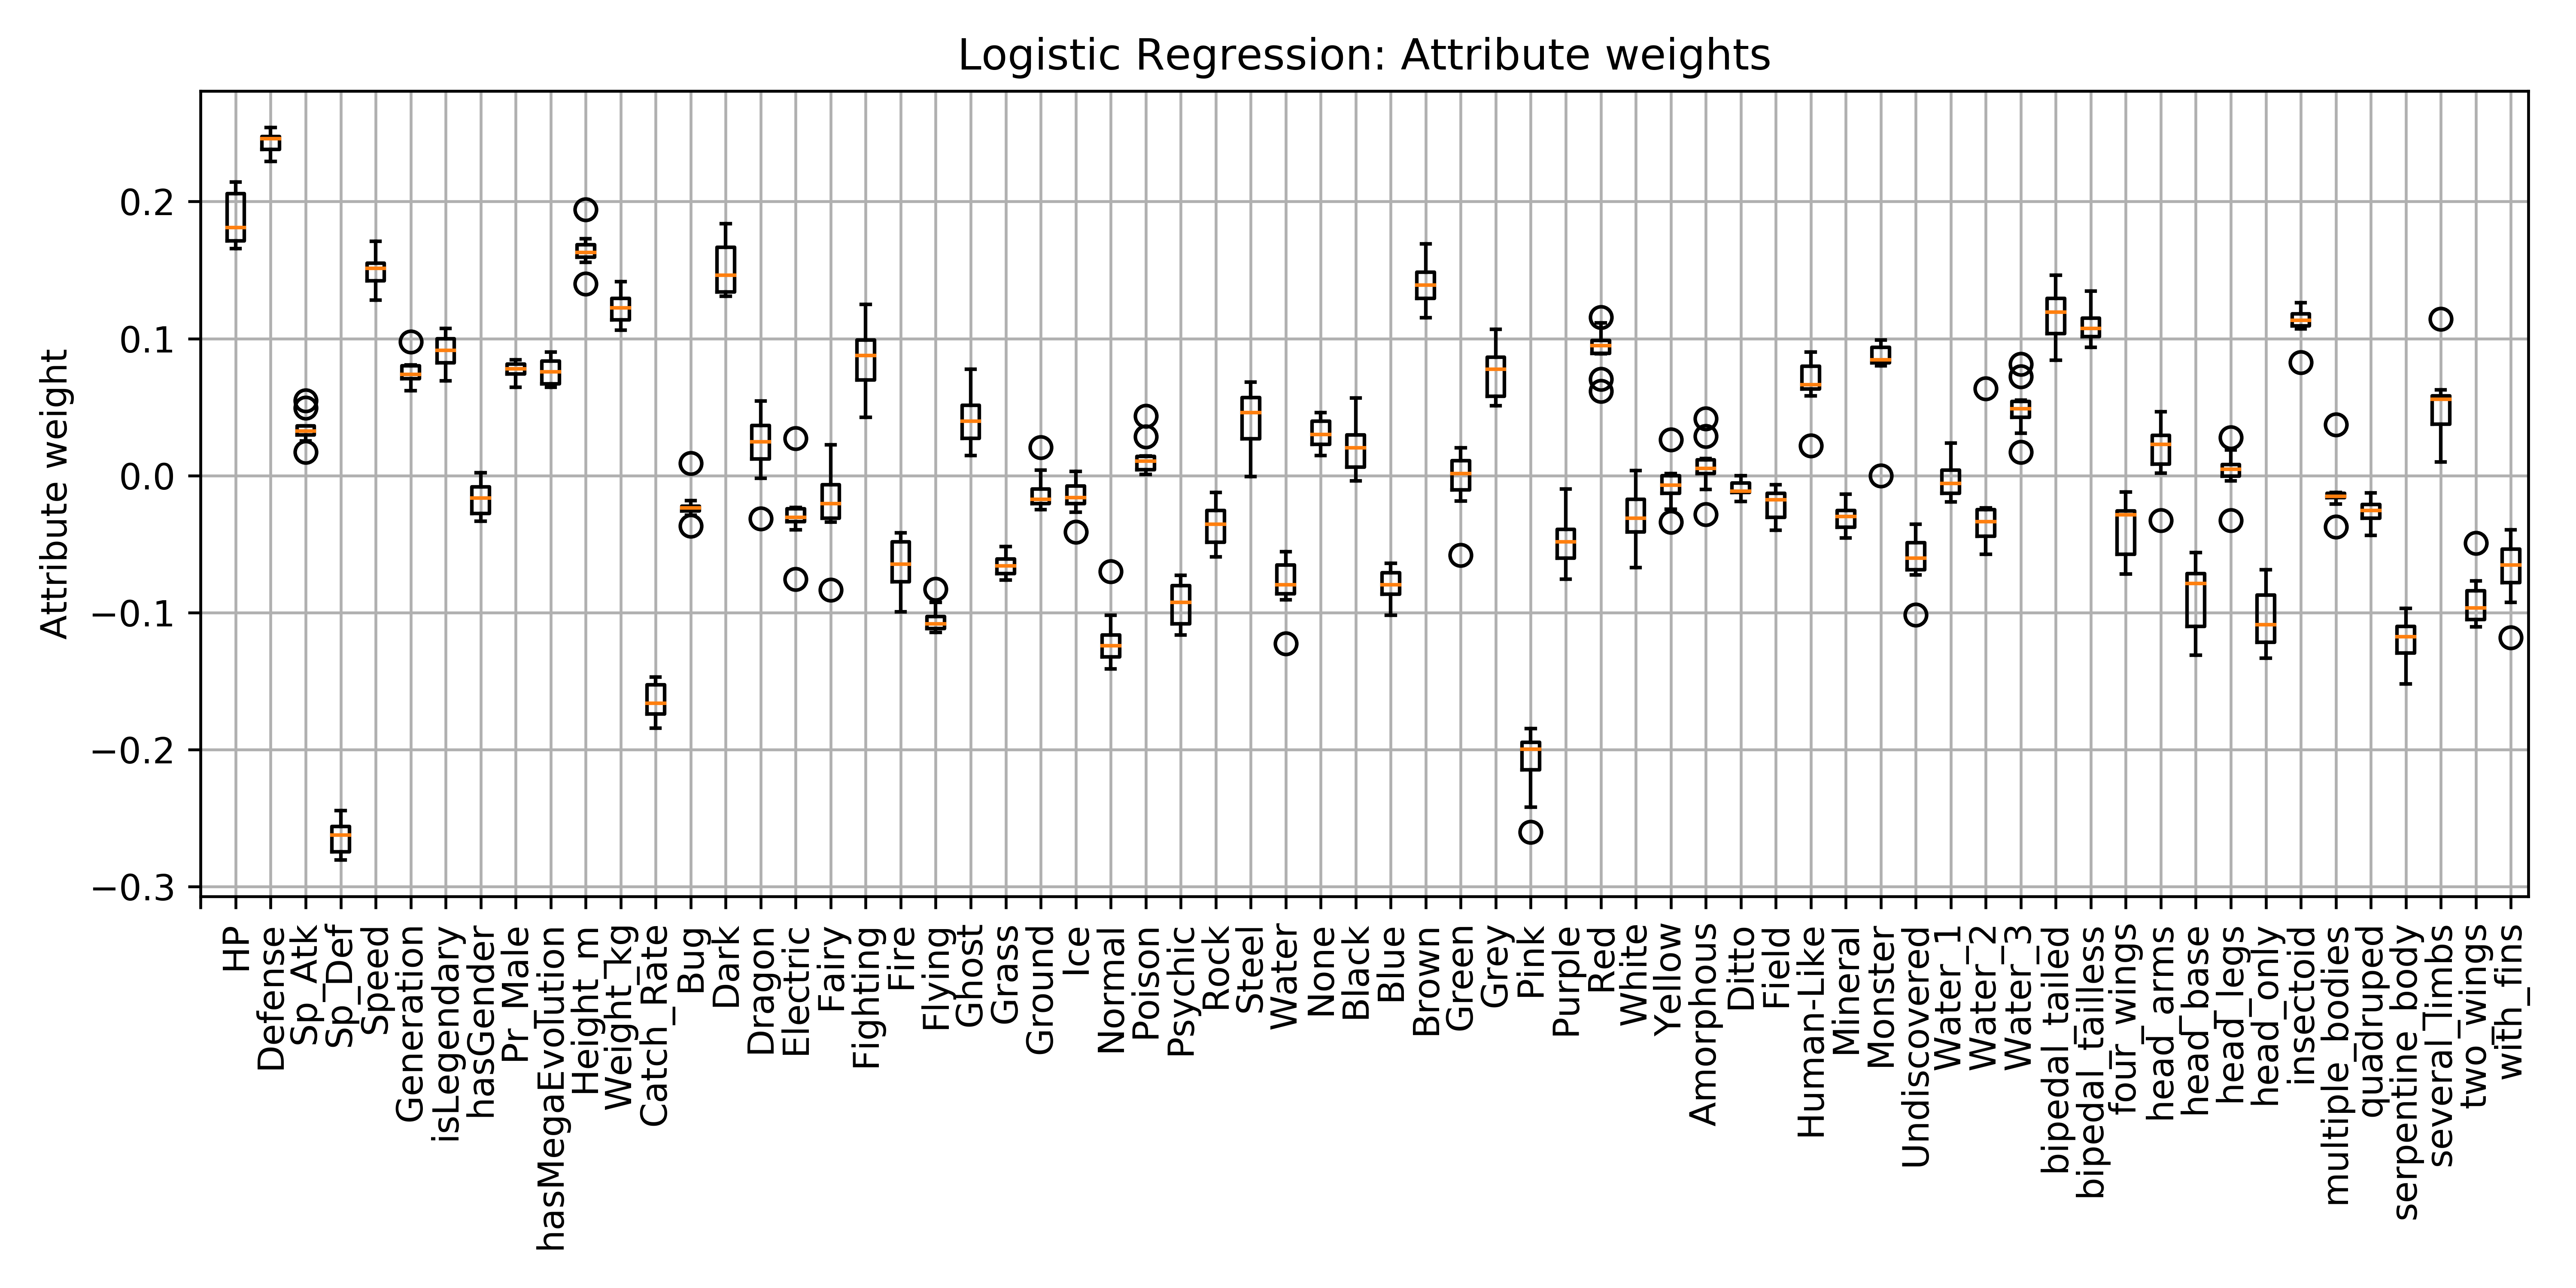 Logistic Regression: Attribute weights
Attribute weight
0.2
0.1
0.0
−0.1
−0.2
−0.3
HP
Defense
Sp_Atk
Sp_Def
Speed
Generation
isLegendary
hasGender
Pr_Male
hasMegaEvolution
Height_m
Weight_kg
Catch_Rate
Bug
Dark
Dragon
Electric
Fairy
Fighting
Fire
Flying
Ghost
Grass
Ground
Ice
Normal
Poison
Psychic
Rock
Steel
Water
None
Black
Blue
Brown
Green
Grey
Pink
Purple
Red
White
Yellow
Amorphous
Ditto
Field
Human-Like
Mineral
Monster
Undiscovered
Water_1
Water_2
Water_3
bipedal_tailed
bipedal_tailless
four_wings
head_arms
head_base
head_legs
head_only
insectoid
multiple_bodies
quadruped
serpentine_body
several_limbs
two_wings
with_fins